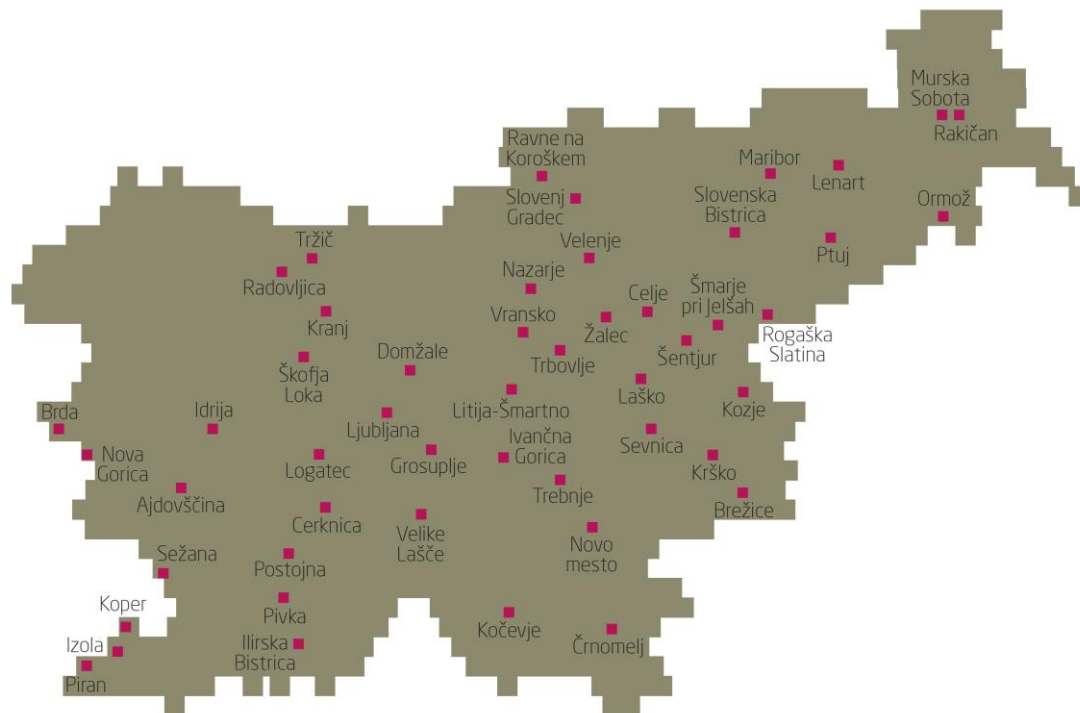 Murska
Sobota
Rakičan
Ravne na
Koroškem
Maribor
Lenart
Slovenj
Gradec
Slovenska
Bistrica
Ormož
Ptuj
Tržič
Velenje
Radovljica
Nazarje
Celje
Šmarje
pri Jelšah
Kranj
Vransko
Žalec
Rogaška
Slatina
Šentjur
Domžale
Trbovlje
Škofja
Loka
Laško
Kozje
Brda
Idrija
Ljubljana
Litija-Šmartno
Nova
Gorica
Logatec
Grosuplje
Ivančna
Gorica
Sevnica
Krško
Ajdovščina
Trebnje
Brežice
Cerknica
Velike
Lašče
Novo
mesto
Sežana
Postojna
Koper
Pivka
Kočevje
Črnomelj
Izola
Piran
Ilirska
Bistrica